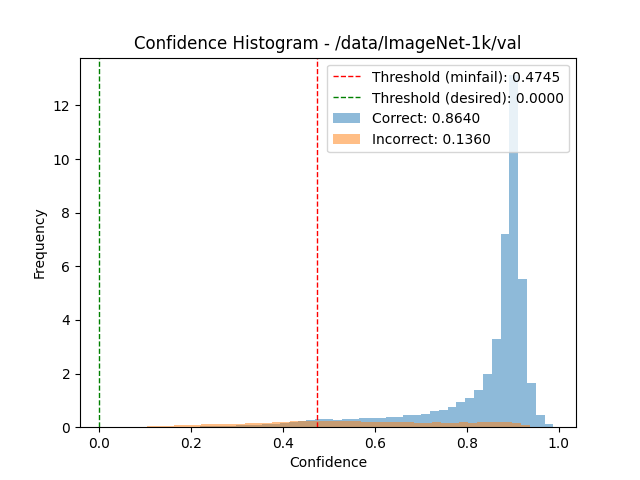 Confidence Histogram - /data/ImageNet-1k/val
Threshold (minfail): 0.4745
Threshold (desired): 0.0000
Correct: 0.8640
Incorrect: 0.1360
Frequency
12
10
8
6
4
2
0
0.0 0.2 0.4 0.6 0.8 1.0
Confidence